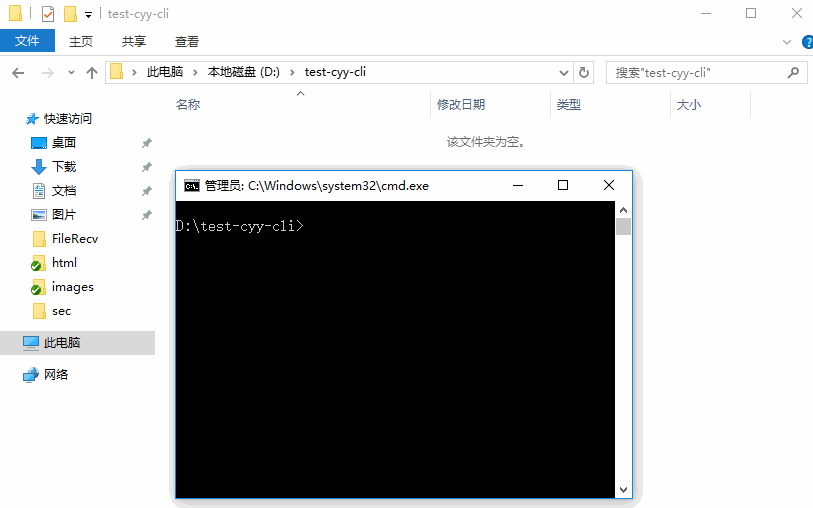 test-cyy-cli
文件 主页 共享 查看
此电脑 本地磁盘 (D:) test-cyy-cli 搜索"test-cyy-cli"
名称 修改日期 类型 大小
该文件夹为空。
快速访问
桌面
下载
文档
图片
FileRecv
html
images
sec
此电脑
网络
管理员: C:\Windows\system32\cmd.exe
D:\test-cyy-cli>